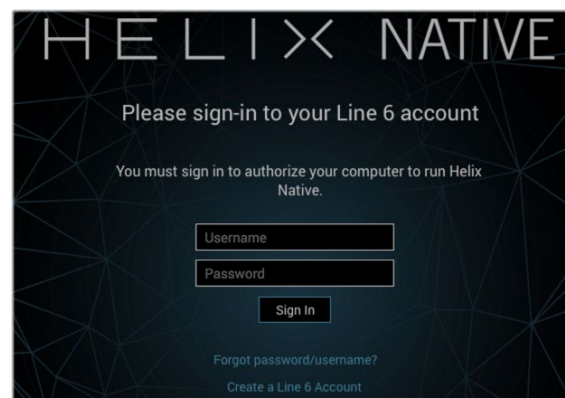 HELIX NATIVE
Please sign-in to your Line 6 account
You must sign in to authorize your computer to run Helix
Native.
Username
Password
Sign In
Forgot password/username?
Create a Line 6 Account